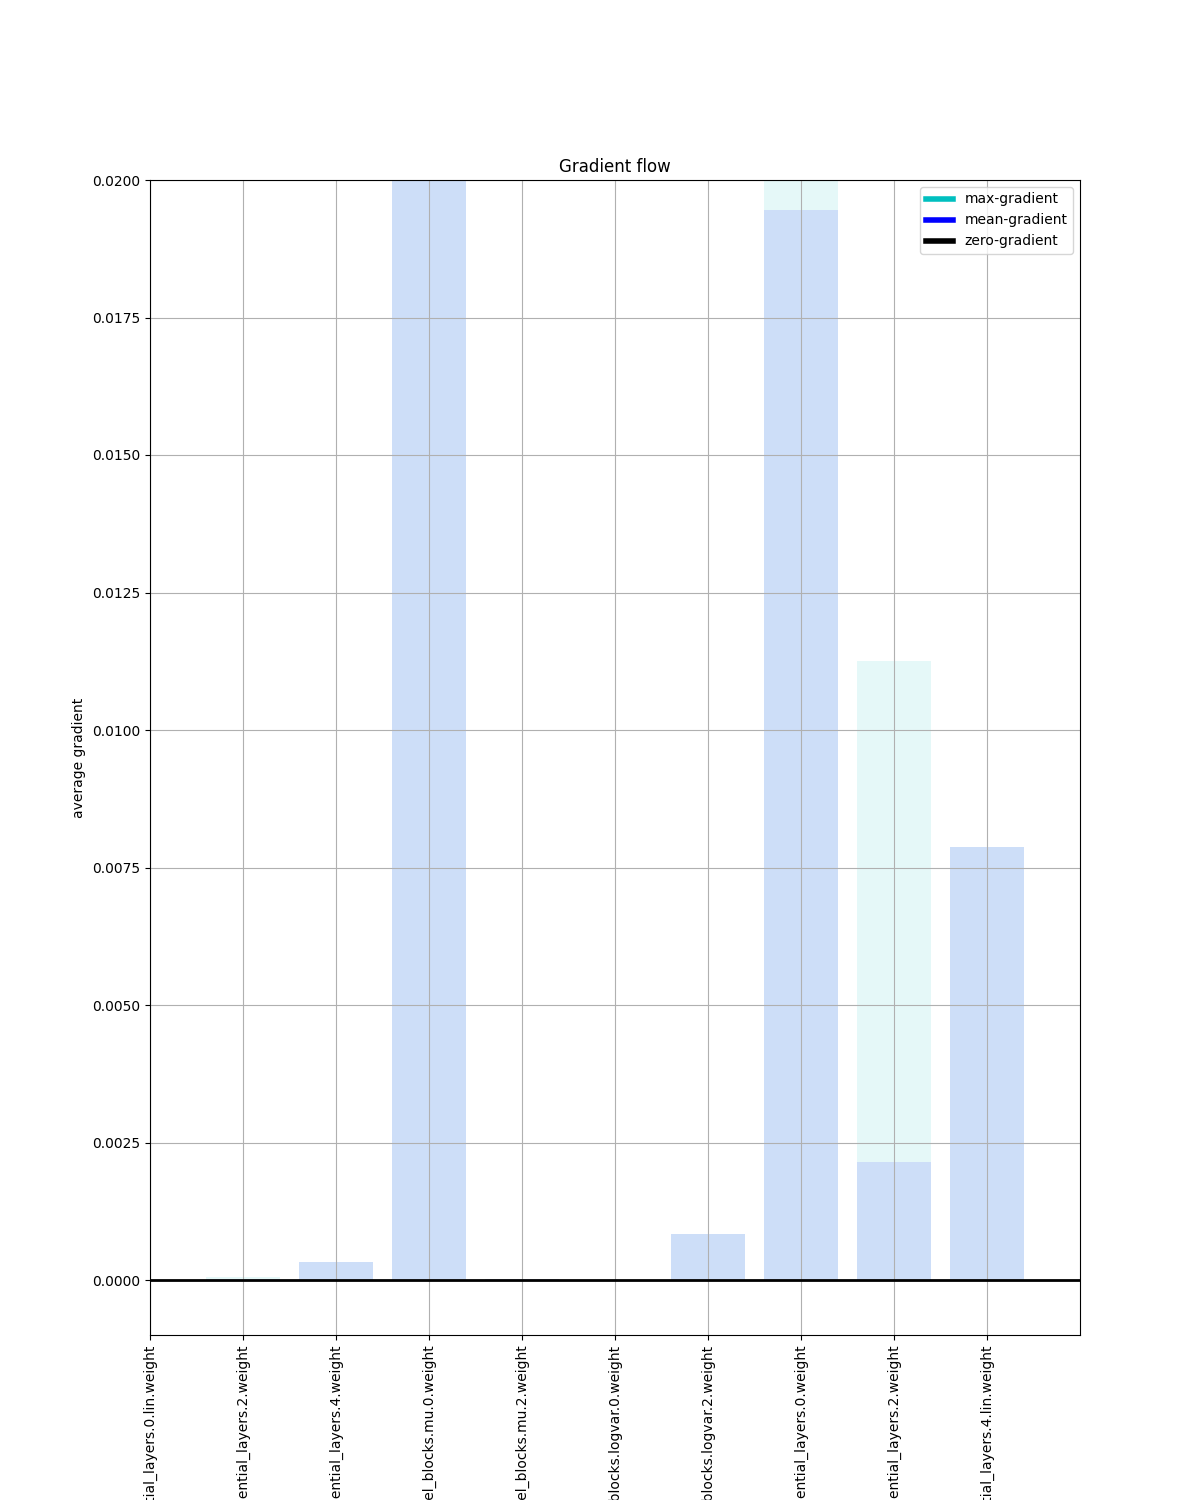 Gradient flow
max-gradient
mean-gradient
zero-gradient
0.0200
0.0175
0.0150
0.0125
0.0100
0.0075
0.0050
0.0025
0.0000
average gradient
tial_layers.0.lin.weight
ential_layers.2.weight
ential_layers.4.weight
el_blocks.mu.0.weight
el_blocks.mu.2.weight
blocks.logvar.0.weight
blocks.logvar.2.weight
ential_layers.0.weight
ential_layers.2.weight
tial_layers.4.lin.weight